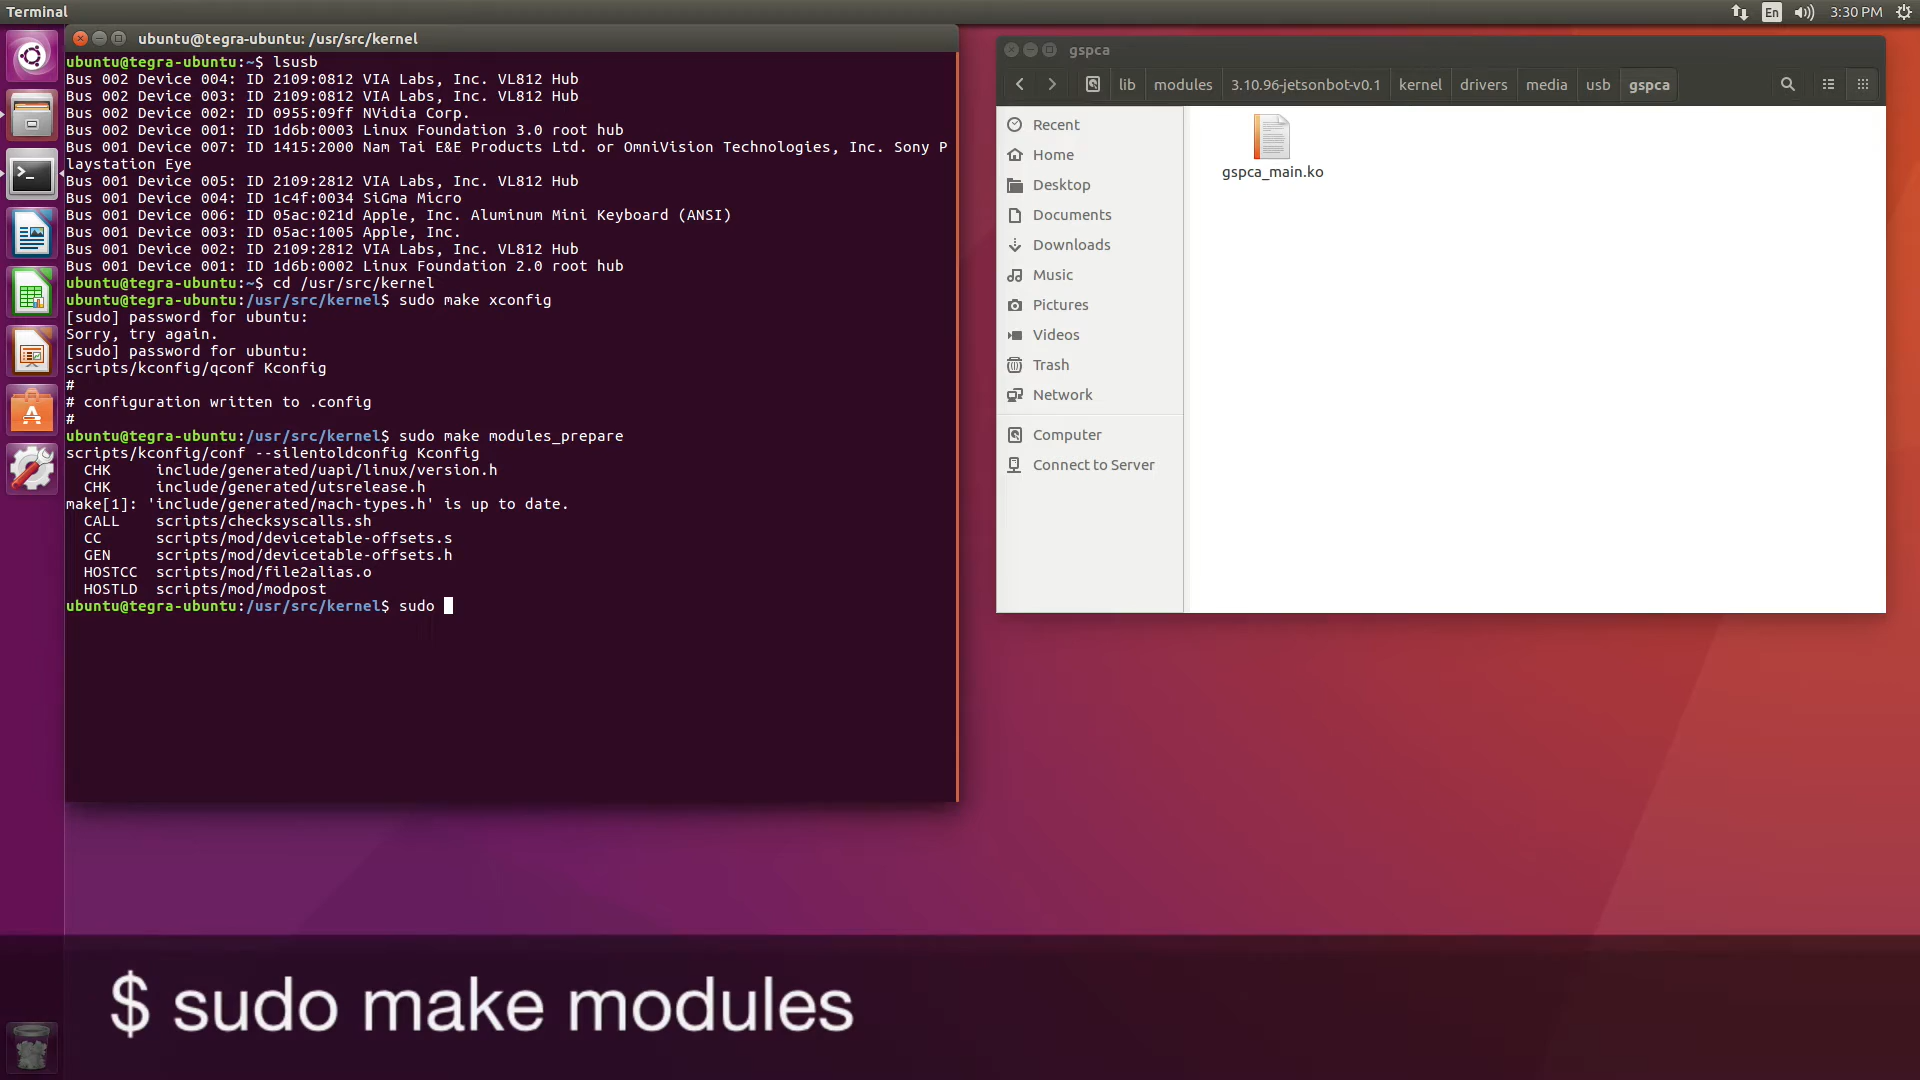 Terminal
En
3:30 PM
ubuntu@tegra-ubuntu: /usr/src/kernel
ubuntu@tegra-ubuntu:~$ lsusb
Bus 002 Device 004: ID 2109:0812 VIA Labs, Inc. VL812 Hub
Bus 002 Device 003: ID 2109:0812 VIA Labs, Inc. VL812 Hub
Bus 002 Device 002: ID 0955:09ff NVidia Corp.
Bus 002 Device 001: ID 1d6b:0003 Linux Foundation 3.0 root hub
Bus 001 Device 007: ID 1415:2000 Nam Tai E&E Products Ltd. or OmniVision Technologies, Inc. Sony P
laystation Eye
Bus 001 Device 005: ID 2109:2812 VIA Labs, Inc. VL812 Hub
Bus 001 Device 004: ID 1c4f:0034 SiGma Micro
Bus 001 Device 006: ID 05ac:021d Apple, Inc. Aluminum Mini Keyboard (ANSI)
Bus 001 Device 003: ID 05ac:1005 Apple, Inc.
Bus 001 Device 002: ID 2109:2812 VIA Labs, Inc. VL812 Hub
Bus 001 Device 001: ID 1d6b:0002 Linux Foundation 2.0 root hub
ubuntu@tegra-ubuntu:~$ cd /usr/src/kernel
ubuntu@tegra-ubuntu:/usr/src/kernel$ sudo make xconfig
[sudo] password for ubuntu:
Sorry, try again.
[sudo] password for ubuntu:
scripts/kconfig/qconf Kconfig
#
# configuration written to .config
#
ubuntu@tegra-ubuntu:/usr/src/kernel$ sudo make modules_prepare
scripts/kconfig/conf --silentoldconfig Kconfig
CHK include/generated/uapi/linux/version.h
CHK include/generated/utsrelease.h
make[1]: 'include/generated/mach-types.h' is up to date.
CALL scripts/checksyscalls.sh
CC scripts/mod/devicetable-offsets.s
GEN scripts/mod/devicetable-offsets.h
HOSTCC scripts/mod/file2alias.o
HOSTLD scripts/mod/modpost
ubuntu@tegra-ubuntu:/usr/src/kernel$ sudo
gspca
lib modules 3.10.96-jetsonbot-v0.1 kernel drivers media usb gspca
Recent
Home
Desktop
Documents
Downloads
Music
Pictures
Videos
Trash
Network
Computer
Connect to Server
gspca_main.ko
$ sudo make modules